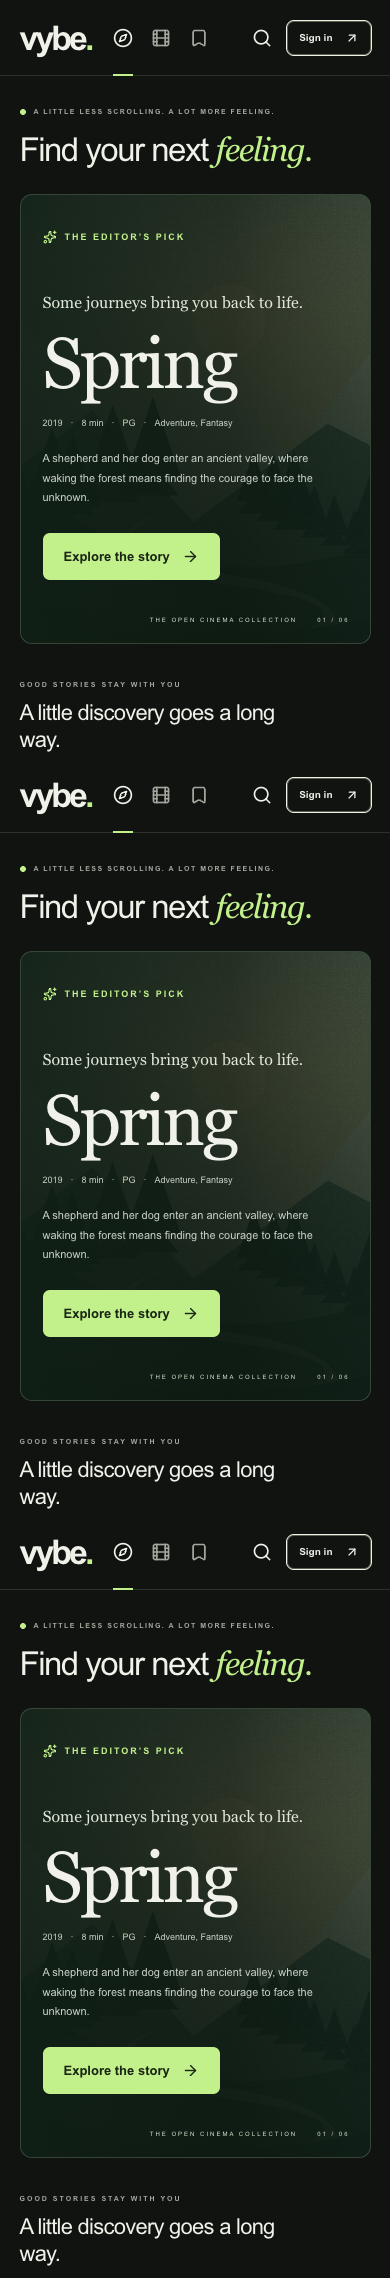 vybe.
Sign in
A LITTLE LESS SCROLLING. A LOT MORE FEELING.
Find your next feeling.
THE EDITOR'S PICK
Some journeys bring you back to life.
Spring
2019 · 8 min · PG · Adventure, Fantasy
A shepherd and her dog enter an ancient valley, where
waking the forest means finding the courage to face the
unknown.
Explore the story
THE OPEN CINEMA COLLECTION 01 / 06
GOOD STORIES STAY WITH YOU
A little discovery goes a long
way.
vybe.
Sign in
A LITTLE LESS SCROLLING. A LOT MORE FEELING.
Find your next feeling.
THE EDITOR'S PICK
Some journeys bring you back to life.
Spring
2019 · 8 min · PG · Adventure, Fantasy
A shepherd and her dog enter an ancient valley, where
waking the forest means finding the courage to face the
unknown.
Explore the story
THE OPEN CINEMA COLLECTION 01 / 06
GOOD STORIES STAY WITH YOU
A little discovery goes a long
way.
vybe.
Sign in
A LITTLE LESS SCROLLING. A LOT MORE FEELING.
Find your next feeling.
THE EDITOR'S PICK
Some journeys bring you back to life.
Spring
2019 · 8 min · PG · Adventure, Fantasy
A shepherd and her dog enter an ancient valley, where
waking the forest means finding the courage to face the
unknown.
Explore the story
THE OPEN CINEMA COLLECTION 01 / 06
GOOD STORIES STAY WITH YOU
A little discovery goes a long
way.